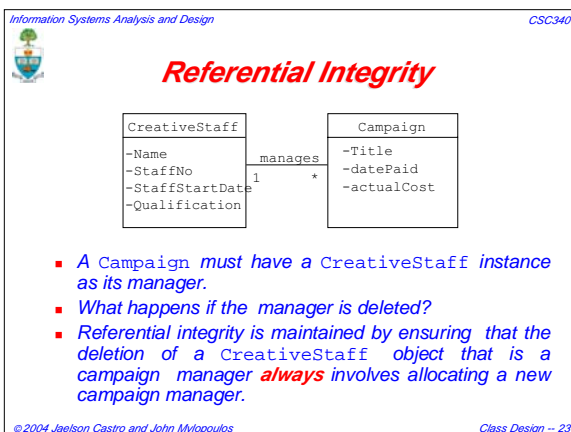 Information Systems Analysis and Design
CSC340
Referential Integrity
CreativeStaff
-Name
-StaffNo
-StaffStartDate
-Qualification
manages
1 *
Campaign
-Title
-datePaid
-actualCost
A Campaign must have a CreativeStaff instance
as its manager.
What happens if the manager is deleted?
Referential integrity is maintained by ensuring that the
deletion of a CreativeStaff object that is a
campaign manager always involves allocating a new
campaign manager.
©2004 Jaelson Castro and John Mylopoulos
Class Design -- 23